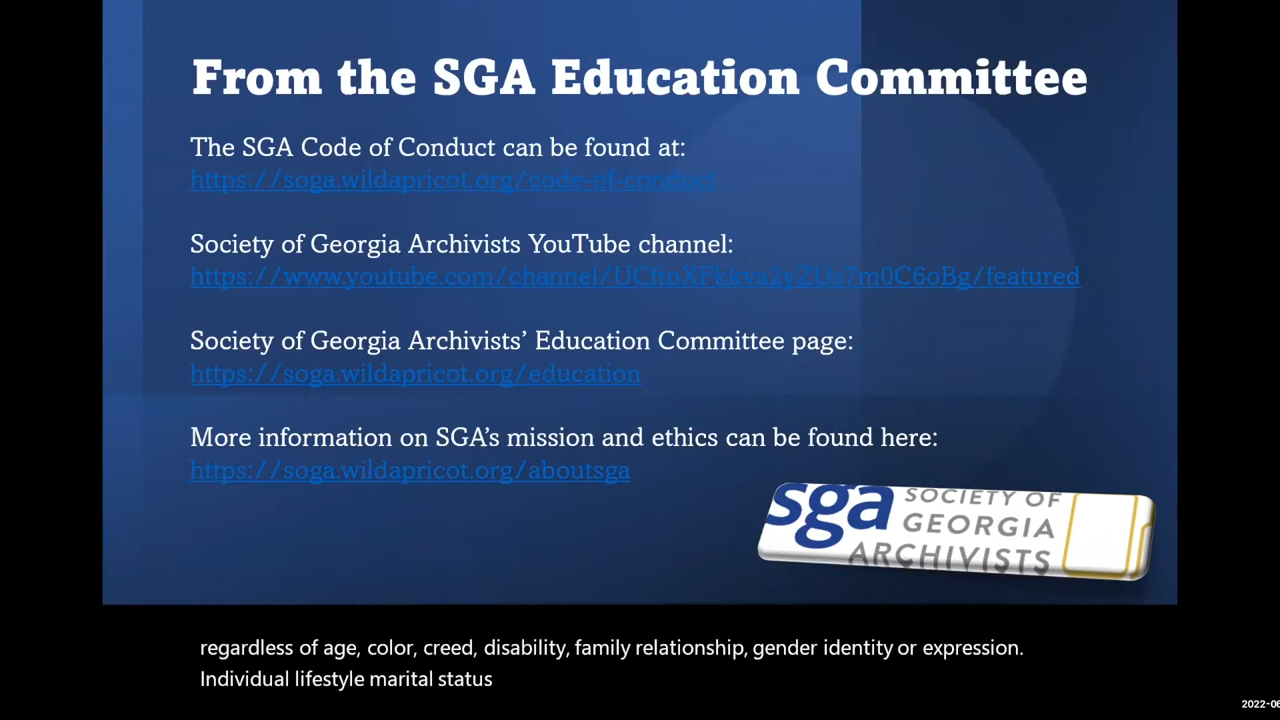 From the SGA Education Committee
The SGA Code of Conduct can be found at:
https://soga.wildapricot.org/code-of-conduct
Society of Georgia Archivists YouTube channel:
Society of Georgia Archivists’ Education Committee page:
https://soga.wildapricot.org/education
More information on SGA’s mission and ethics can be found here:
https://soga.wildapricot.org/aboutsga
sga SOCIETY OF
GEORGIA
ARCHIVISTS
regardless of age, color, creed, disability, family relationship, gender identity or expression.
Individual lifestyle marital status